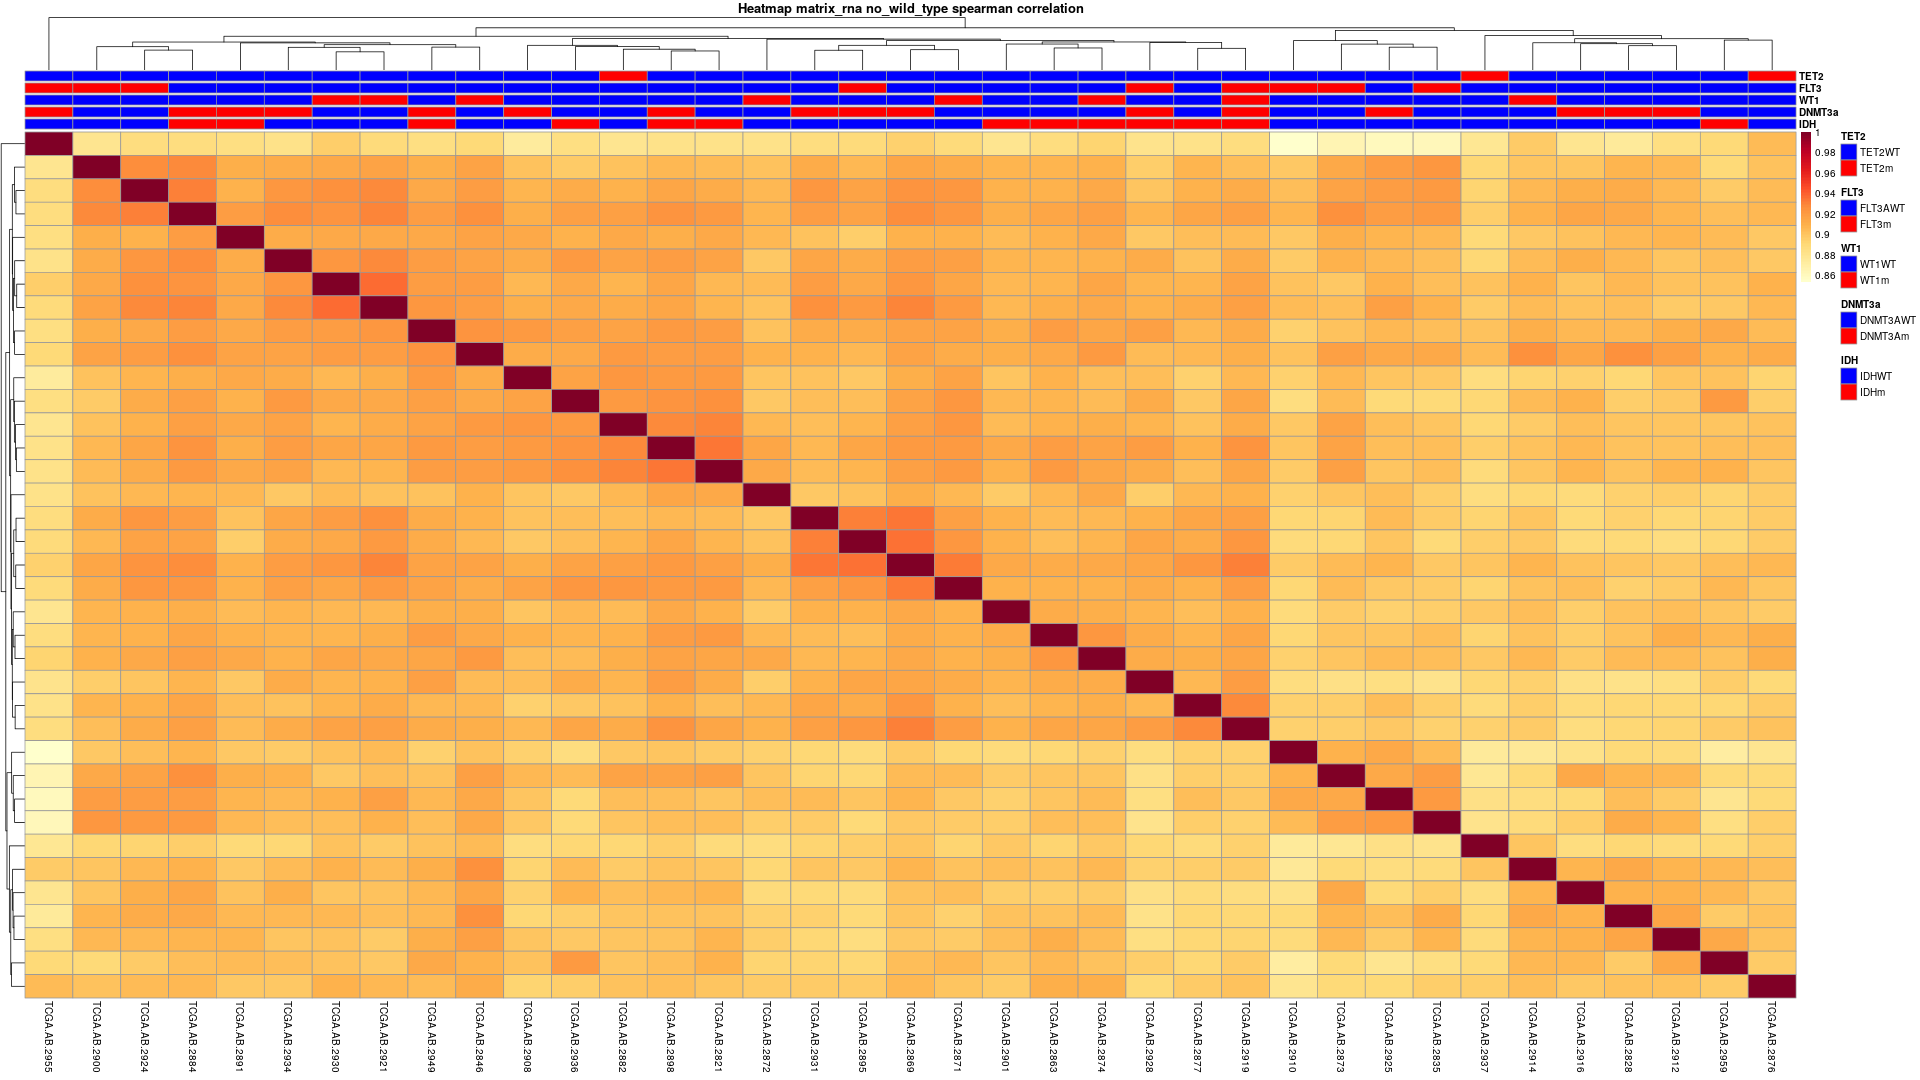 Heatmap matrix_rna no_wild_type spearman correlation
TET2
FLT3
WT1
DNMT3a
IDH
1
0.98
0.96
0.94
0.92
0.9
0.88
0.86
TET2
TET2WT
TET2m
FLT3
FLT3AWT
FLT3m
WT1
WT1WT
WT1m
DNMT3a
DNMT3AWT
DNMT3Am
IDH
IDHWT
IDHm
TCGA.AB.2955
TCGA.AB.2900
TCGA.AB.2924
TCGA.AB.2884
TCGA.AB.2891
TCGA.AB.2934
TCGA.AB.2930
TCGA.AB.2921
TCGA.AB.2949
TCGA.AB.2846
TCGA.AB.2908
TCGA.AB.2936
TCGA.AB.2882
TCGA.AB.2898
TCGA.AB.2821
TCGA.AB.2872
TCGA.AB.2931
TCGA.AB.2895
TCGA.AB.2869
TCGA.AB.2871
TCGA.AB.2901
TCGA.AB.2863
TCGA.AB.2874
TCGA.AB.2928
TCGA.AB.2877
TCGA.AB.2919
TCGA.AB.2910
TCGA.AB.2873
TCGA.AB.2925
TCGA.AB.2835
TCGA.AB.2937
TCGA.AB.2914
TCGA.AB.2916
TCGA.AB.2828
TCGA.AB.2912
TCGA.AB.2959
TCGA.AB.2876